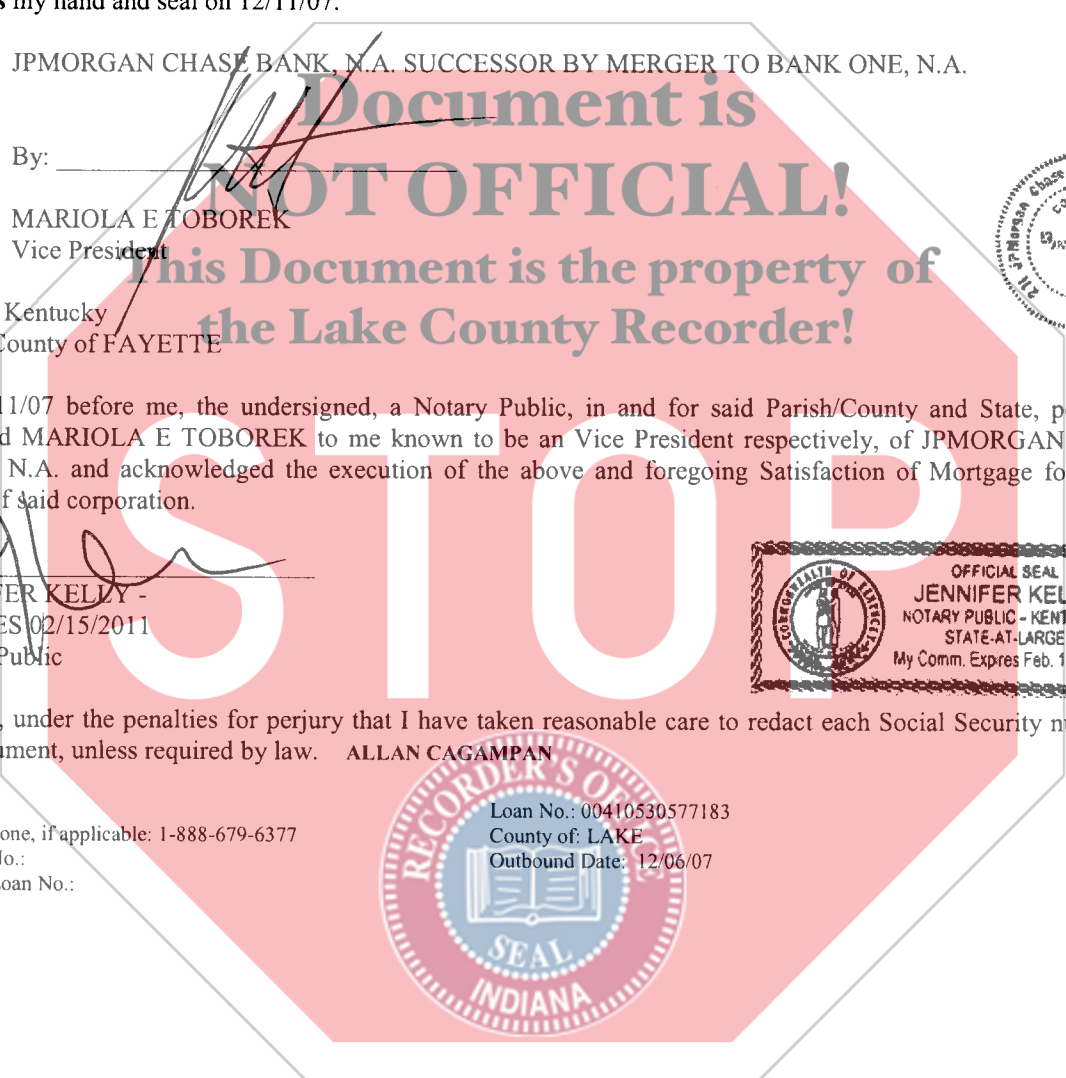 s my hand and seal on 12/11/07.
JPMORGAN CHASE BANK, N.A. SUCCESSOR BY MERGER TO BANK ONE, N.A.
Document is
By:
NOT OFFICIAL!
MARIOLA E TOBOREK
Vice President
This Document is the property of
Kentucky
the Lake County Recorder!
County of FAYETTE
11/07 before me, the undersigned, a Notary Public, in and for said Parish/County and State, p
d MARIOLA E TOBOREK to me known to be an Vice President respectively, of JPMORGAN
N.A. and acknowledged the execution of the above and foregoing Satisfaction of Mortgage fo
f said corporation.
STOP
FER KELLY -
ES 02/15/2011
Public
COMMONWEALTH OF KENTUCKY
OFFICIAL SEAL
JENNIFER KEL
NOTARY PUBLIC - KENT
STATE-AT-LARGE
My Comm. Expires Feb. 1
, under the penalties for perjury that I have taken reasonable care to redact each Social Security n
ument, unless required by law. ALLAN CAGAMPAN
RECORDER'S OFFICE
SEAL
INDIANA
Loan No.: 00410530577183
one, if applicable: 1-888-679-6377
County of: LAKE
No.:
Outbound Date: 12/06/07
Loan No.: